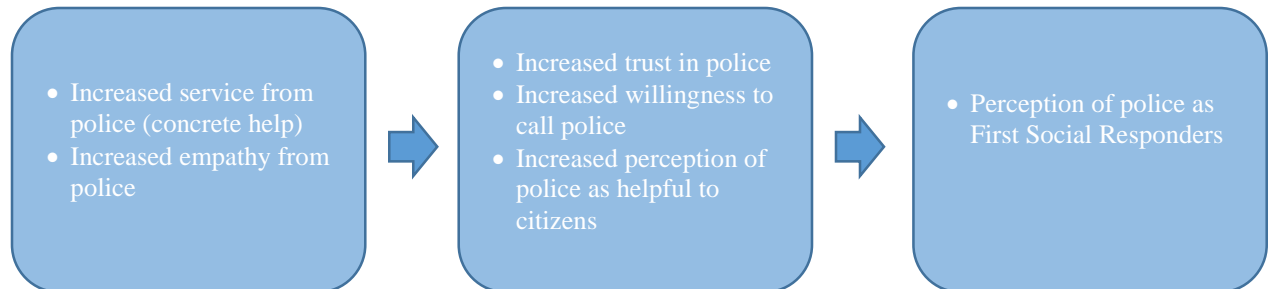 • Increased service from
police (concrete help)
• Increased empathy from
police
• Increased trust in police
• Increased willingness to
call police
• Increased perception of
police as helpful to
citizens
• Perception of police as
First Social Responders